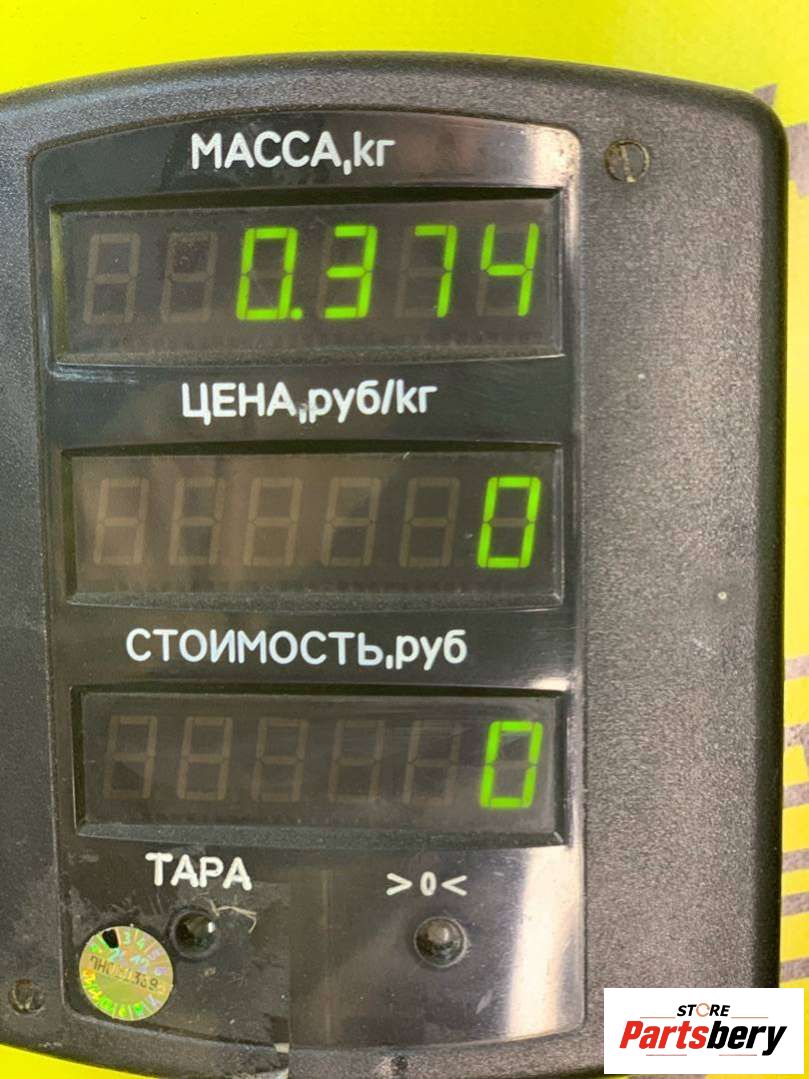 МАССА,кг
0.374
ЦЕНА,руб/кг
0
СТОИМОСТЬ,руб
0
ТАРА >0<
STORE
Partsbery